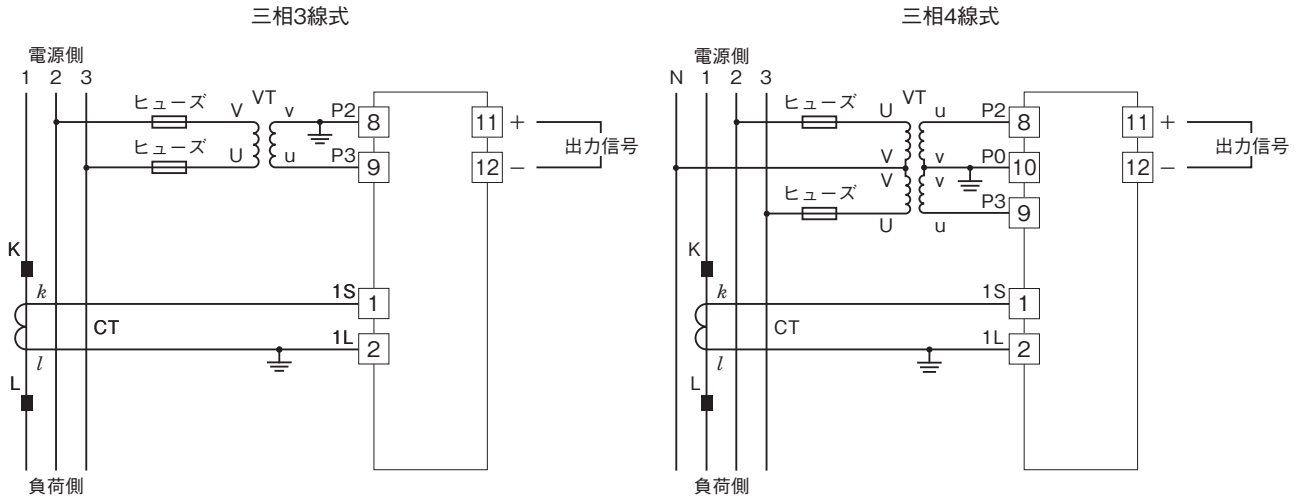 三相3線式
電源側
1 2 3
ヒューズ
V VT v P2 8 11 +
ヒューズ
U u P3 9 12 −
出力信号
K
k 1S 1
CT
l 1L 2
L
負荷側
三相4線式
電源側
N 1 2 3
ヒューズ
U VT u P2 8 11 +
V v P0 10 12 −
出力信号
V v
ヒューズ
U u P3 9
K
k 1S 1
CT
l 1L 2
L
負荷側